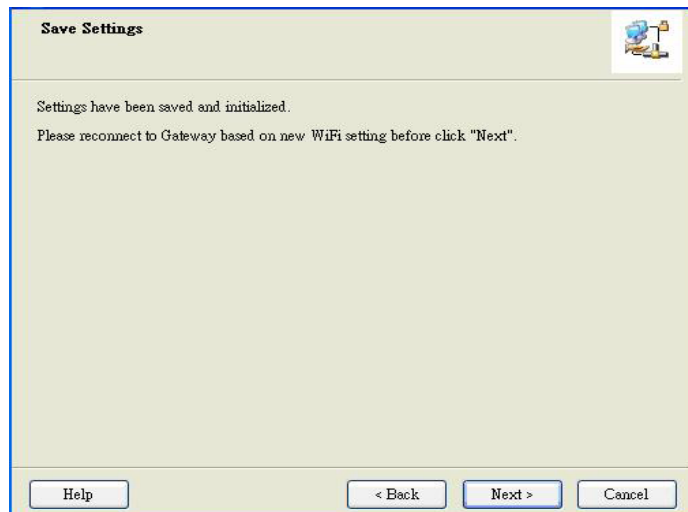 Save Settings
Settings have been saved and initialized.
Please reconnect to Gateway based on new WiFi setting before click "Next".
Help
< Back
Next >
Cancel